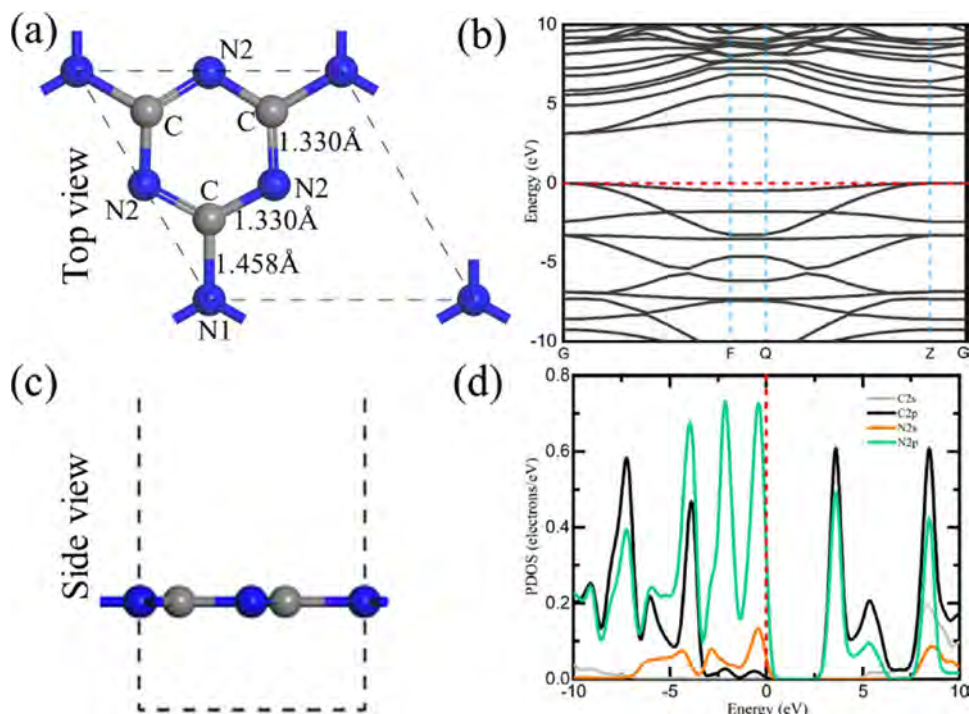 (a)
N2
C
C
1.330Å
N2
C
N2
1.330Å
1.458Å
N1
Top view
(b)
10
5
0
-5
-10
Energy (eV)
G
F
Q
Z
G
(c)
Side view
(d)
0.8
0.6
0.4
0.2
0.0
PDOS (electrons/eV)
C2s
C2p
N2s
N2p
-10
-5
0
5
10
Energy (eV)